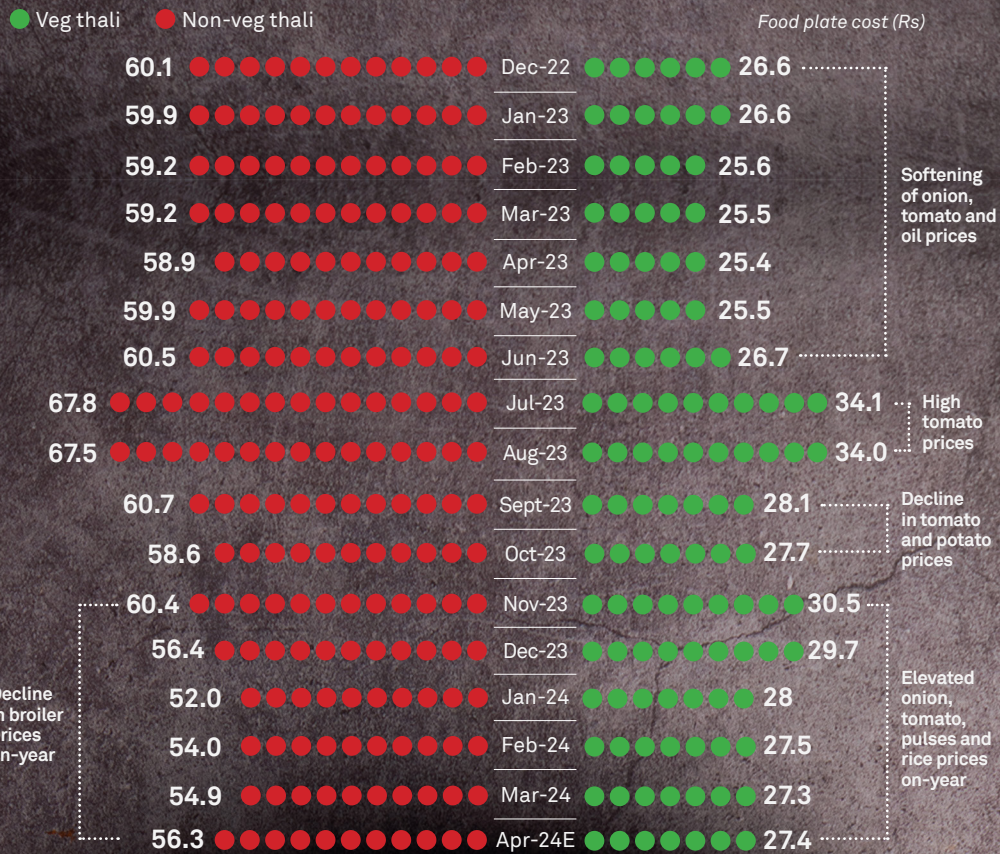 Veg thali Non-veg thali Food plate cost (Rs)
60.1 Dec-22 26.6
59.9 Jan-23 26.6
59.2 Feb-23 25.6
59.2 Mar-23 25.5
58.9 Apr-23 25.4
59.9 May-23 25.5
60.5 Jun-23 26.7
Softening
of onion,
tomato and
oil prices
67.8 Jul-23 34.1
67.5 Aug-23 34.0
High
tomato
prices
60.7 Sept-23 28.1
58.6 Oct-23 27.7
Decline
in tomato
and potato
prices
60.4 Nov-23 30.5
56.4 Dec-23 29.7
52.0 Jan-24 28
54.0 Feb-24 27.5
54.9 Mar-24 27.3
56.3 Apr-24E 27.4
ecline
broiler
rices
n-year
Elevated
onion,
tomato,
pulses and
rice prices
on-year